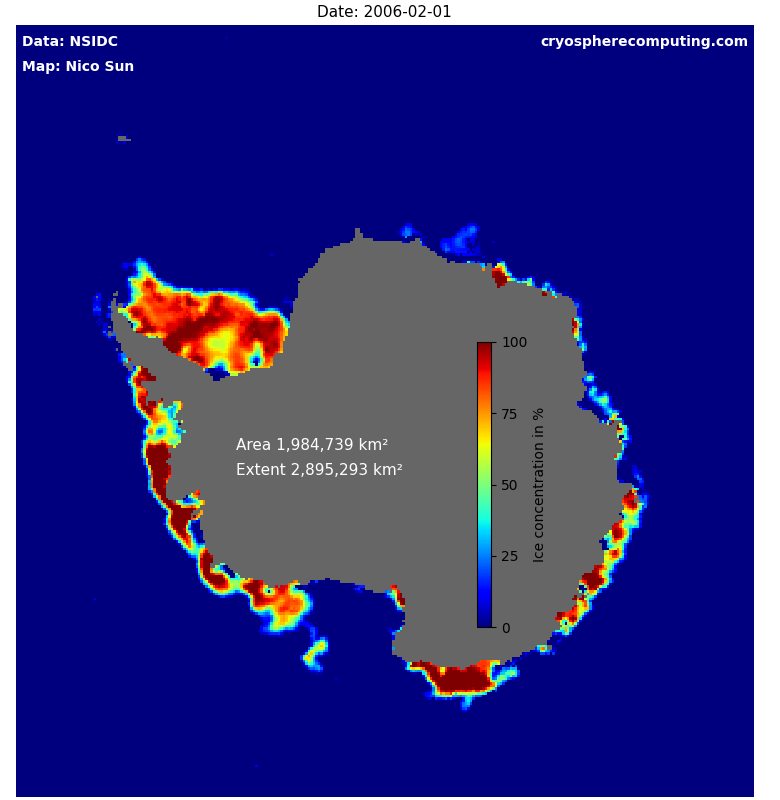 Date: 2006-02-01
Data: NSIDC
cryospherecomputing.com
Map: Nico Sun
100
75
50
25
0
Ice concentration in %
Area 1,984,739 km²
Extent 2,895,293 km²